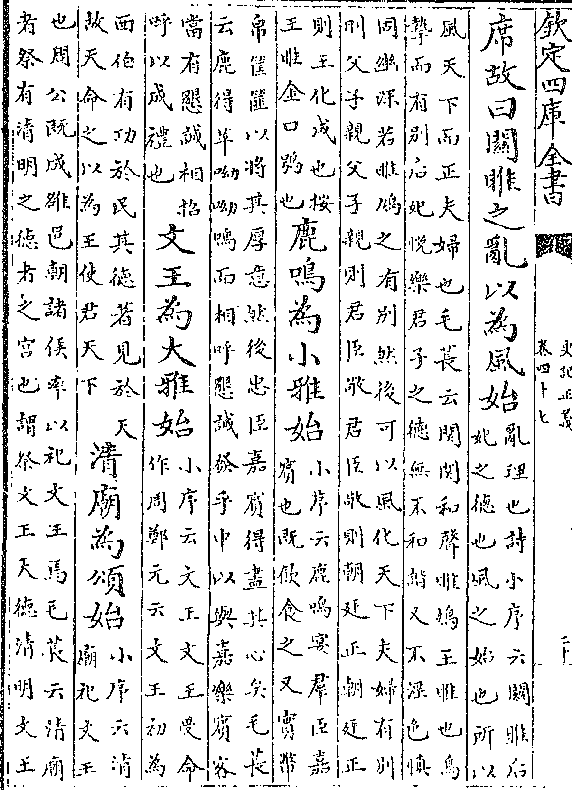 欽定四庫全書
史記正義
卷四十七
二十
席故曰關雎之亂以為風始
亂理也詩小序云關雎后
妃之德也風之始也所以
風天下而正夫婦也毛萇云關關和聲雎鳩王雎也鳥
摯而有別后妃悅樂君子之德無不和諧又不淫色慎
同幽深若雎鳩之有別然後可以風化天下夫婦有別
則父子親父子親則君臣敬君臣敬則朝廷正朝廷正
則王化成也按
王雎金口鶚也
鹿鳴為小雅始
小序云鹿鳴宴羣臣嘉
賓也既飲食之又實幣
帛筐篚以將其厚意然後忠臣嘉賓得盡其心矣毛萇
云鹿得苹呦呦鳴而相呼懇誠發乎中以興嘉樂賓客
當有懇誠相招
呼以成禮也
文王為大雅始
小序云文王文王受命
作周鄭元云文王初為
西伯有功於民其德著見於天
故天命之以為王使君天下
清廟為頌始
小序云清
廟祀文王
也周公既成雒邑朝諸侯率以祀文王焉毛萇云清廟
者祭有清明之德者之宫也謂祭文王天德清明文王